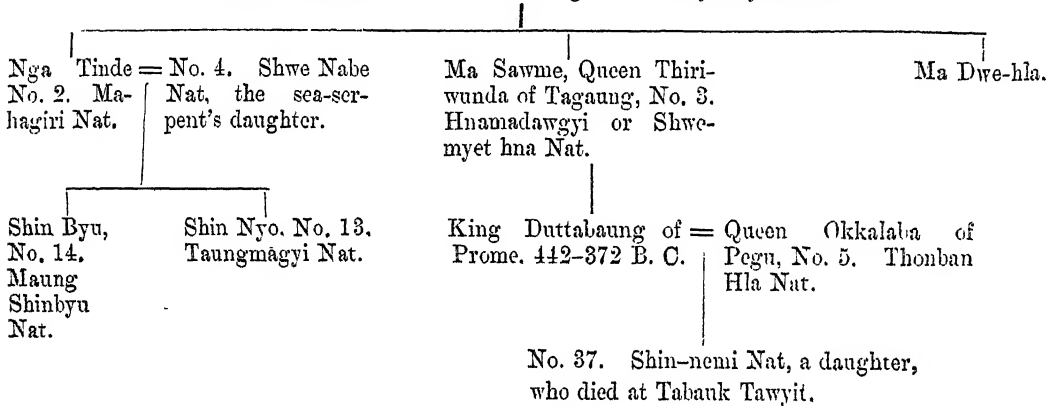 Nga Tinde = No. 4. Shwe Nabe
No. 2. Ma- Nat, the sea-ser-
hagiri Nat. pent's daughter.
Ma Sawme, Queen Thiri-
wunda of Tagaung, No. 3.
Hnamadawgyi or Shwe-
myet hna Nat.
Ma Dwe-hla.
Shin Byu,
No. 14.
Maung
Shinbyu
Nat.
Shin Nyo. No. 13.
Taungmàgyi Nat.
King Duttabaung of = Queen Okkalaba of
Prome. 442-372 B. C. Pegu, No. 5. Thonban
Hla Nat.
No. 37. Shin-nemi Nat, a daughter,
who died at Tabauk Tawyit.